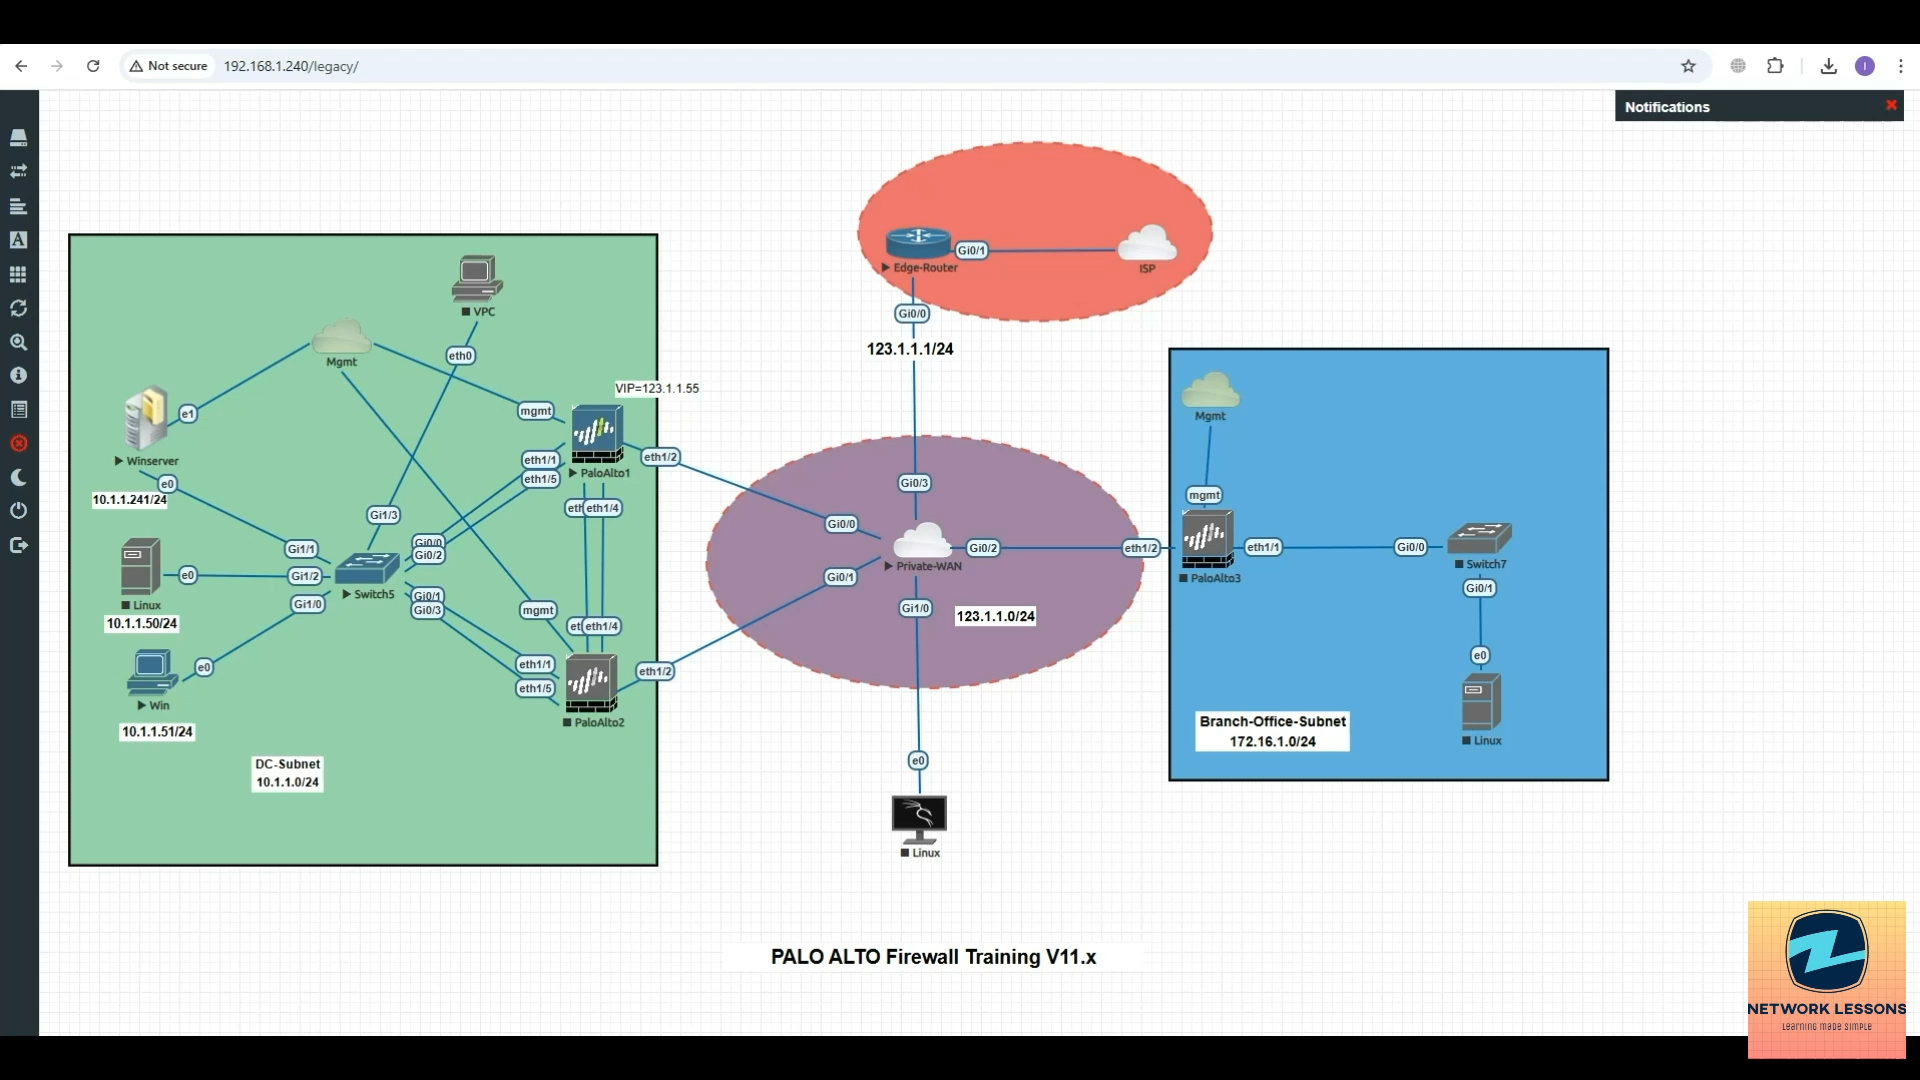 Not secure
192.168.1.240/legacy/
I
Notifications
Gi0/1
Edge-Router
ISP
Gi0/0
123.1.1.1/24
VPC
Mgmt
eth0
VIP=123.1.1.55
e1
mgmt
Winserver
e0
10.1.1.241/24
eth1/1
eth1/5
PaloAlto1
eth1/2
eth1/4
Gi1/3
Gi0/0
Gi0/2
Gi1/1
Linux
10.1.1.50/24
e0
Gi1/2
Gi1/0
Switch5
Gi0/1
Gi0/3
mgmt
eth1/4
Win
e0
10.1.1.51/24
eth1/1
eth1/5
PaloAlto2
eth1/2
DC-Subnet
10.1.1.0/24
Gi0/3
Gi0/0
Gi0/2
Private-WAN
Gi0/1
Gi1/0
123.1.1.0/24
e0
Linux
Mgmt
mgmt
eth1/2
eth1/1
PaloAlto3
Gi0/0
Switch7
Gi0/1
e0
Linux
Branch-Office-Subnet
172.16.1.0/24
PALO ALTO Firewall Training V11.x
NETWORK LESSONS
Learning made simple